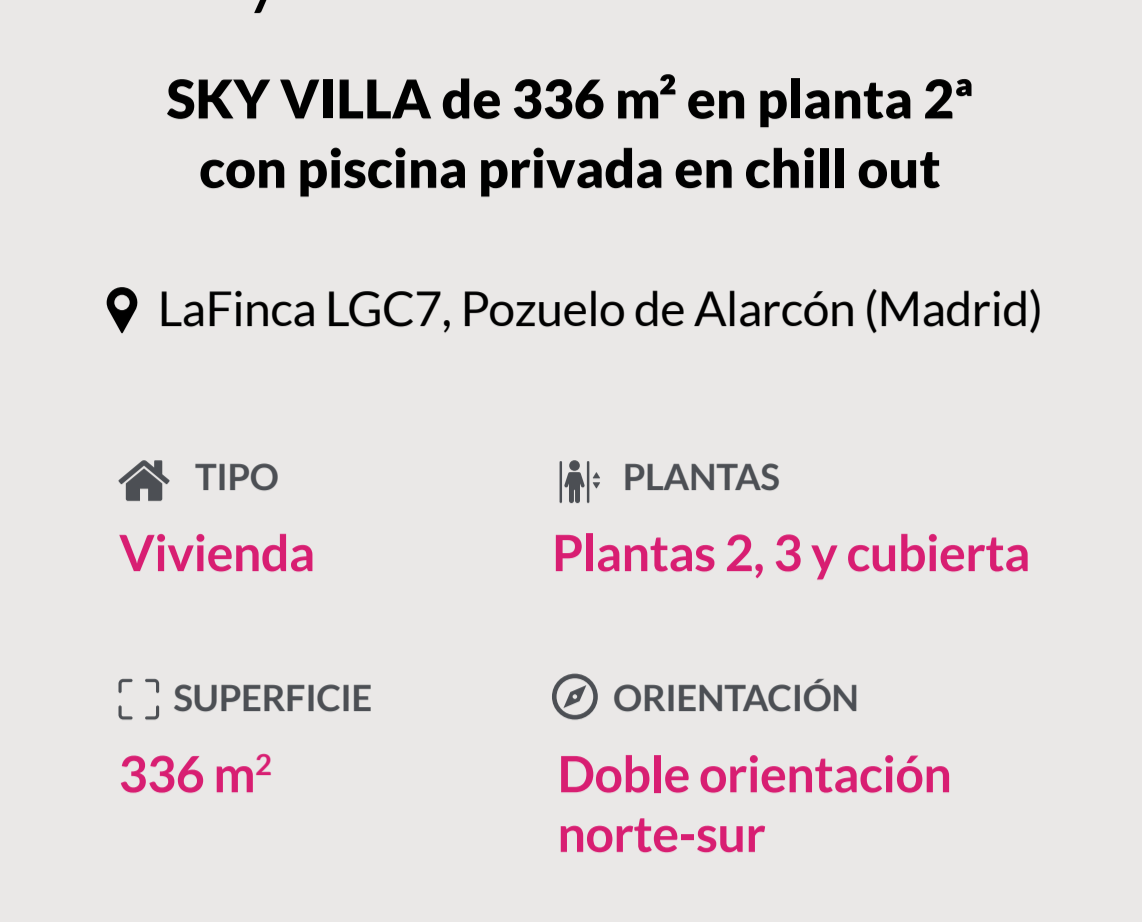 SKY VILLA de 336 m² en planta 2ª
con piscina privada en chill out
LaFinca LGC7, Pozuelo de Alarcón (Madrid)
TIPO
Vivienda
PLANTAS
Plantas 2, 3 y cubierta
SUPERFICIE
336 m²
ORIENTACIÓN
Doble orientación
norte-sur